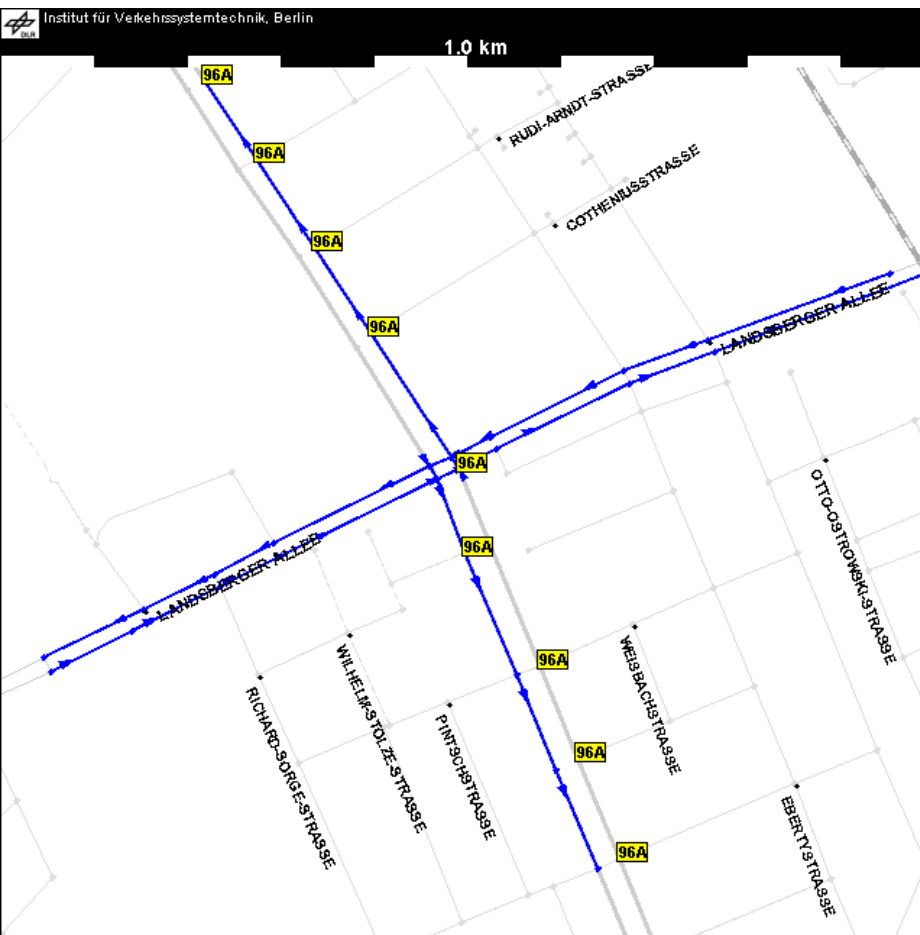 Institut für Verkehrssystemtechnik, Berlin
DLR
1.0 km
96A
RUDI-ARNDT-STRASSE
96A
COTHENIUSSTRASSE
96A
LANDSBERGER ALLEE
96A
96A
OTTO-OSTROWSKI-STRASSE
96A
LANDSBERGER ALLEE
WILHELM-STOLZE-STRASSE
96A
WEISBACHSTRASSE
RICHARD-SORGE-STRASSE
PINTSCHSTRASSE
96A
EBERTYSTRASSE
96A